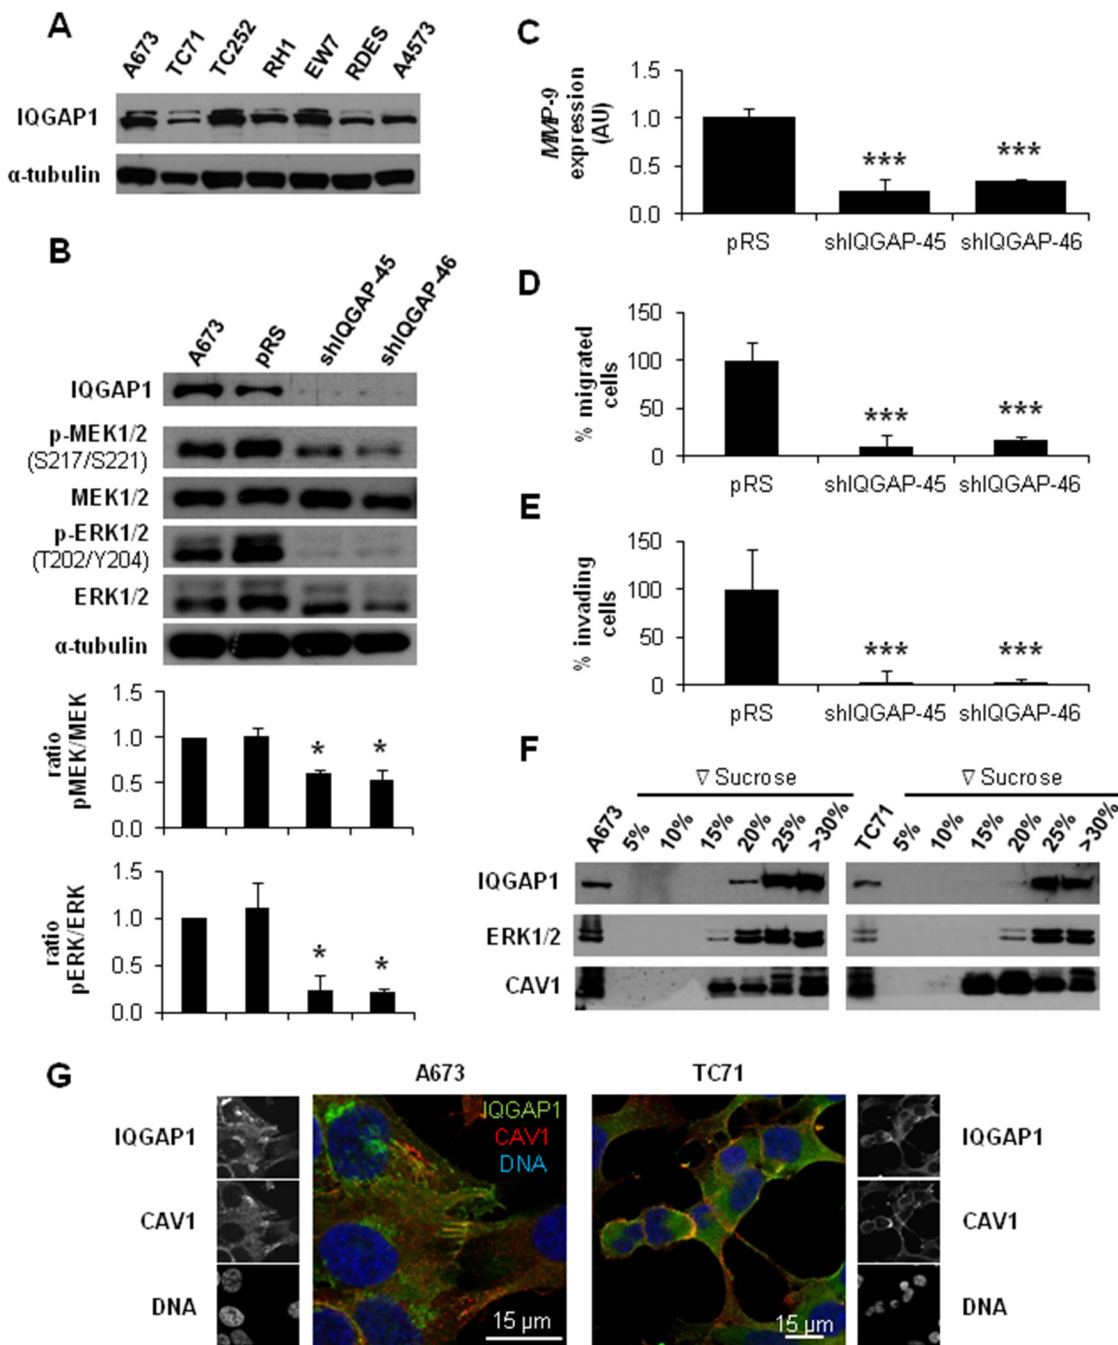 A
A673
TC71
TC252
RH1
EW7
RDES
A4573
IQGAP1
α-tubulin
B
A673
pRS
shIQGAP-45
shIQGAP-46
IQGAP1
p-MEK1/2
(S217/S221)
MEK1/2
p-ERK1/2
(T202/Y204)
ERK1/2
α-tubulin
ratio
pMEK/MEK
1.5
1.0
0.5
0.0
*
*
ratio
pERK/ERK
1.5
1.0
0.5
0.0
*
*
C
MMP-9
expression
(AU)
1.5
1.0
0.5
0.0
***
***
pRS
shIQGAP-45
shIQGAP-46
D
% migrated
cells
150
100
50
0
***
***
pRS
shIQGAP-45
shIQGAP-46
E
% invading
cells
150
100
50
0
***
***
pRS
shIQGAP-45
shIQGAP-46
F
▽ Sucrose
▽ Sucrose
A673
5%
10%
15%
20%
25%
>30%
TC71
5%
10%
15%
20%
25%
>30%
IQGAP1
ERK1/2
CAV1
G
A673
TC71
IQGAP1
CAV1
DNA
IQGAP1
CAV1
DNA
15 µm
15 µm
IQGAP1
CAV1
DNA